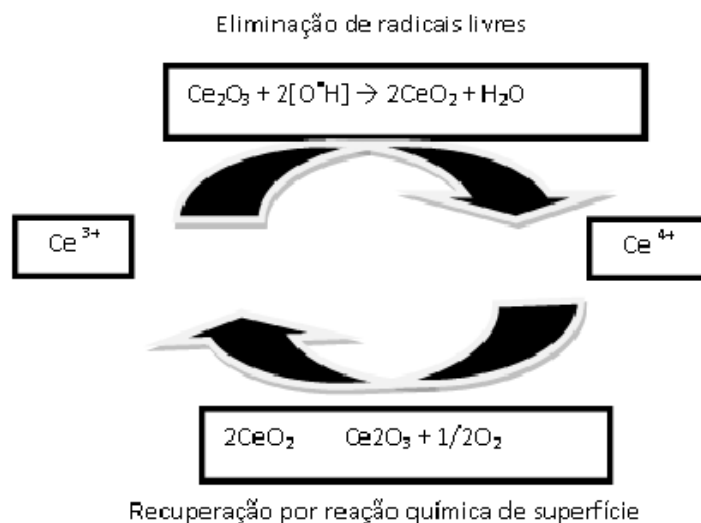 Eliminação de radicais livres
Ce₂O₃ + 2[O•H] → 2CeO₂ + H₂O
Ce³⁺
Ce⁴⁺
2CeO₂ Ce2O₃ + 1/2O₂
Recuperação por reação química de superfície